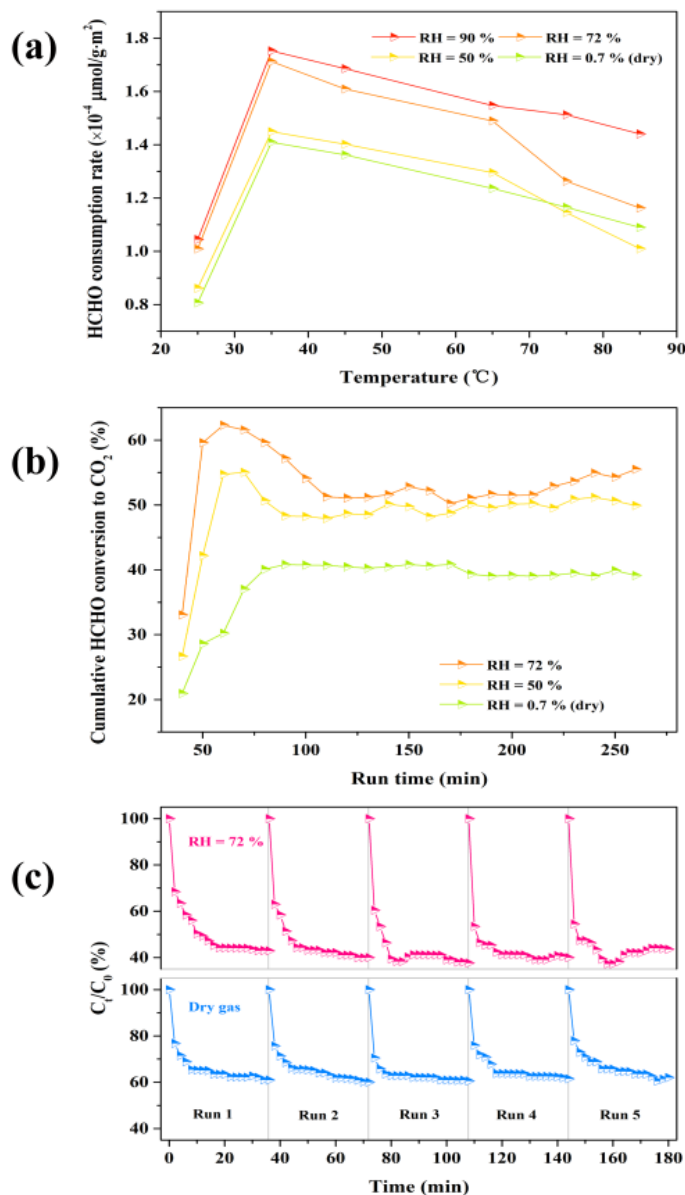 (a)
HCHO consumption rate (×10⁻⁴ μmol/g·m²)
1.8
1.6
1.4
1.2
1.0
0.8
RH = 90 %
RH = 72 %
RH = 50 %
RH = 0.7 % (dry)
20 30 40 50 60 70 80 90
Temperature (℃)
(b)
Cumulative HCHO conversion to CO₂ (%)
60
50
40
30
20
RH = 72 %
RH = 50 %
RH = 0.7 % (dry)
50 100 150 200 250
Run time (min)
(c)
Cₜ/C₀ (%)
100
80
60
40
RH = 72 %
100
80
60
40
Dry gas
Run 1 Run 2 Run 3 Run 4 Run 5
0 20 40 60 80 100 120 140 160 180
Time (min)